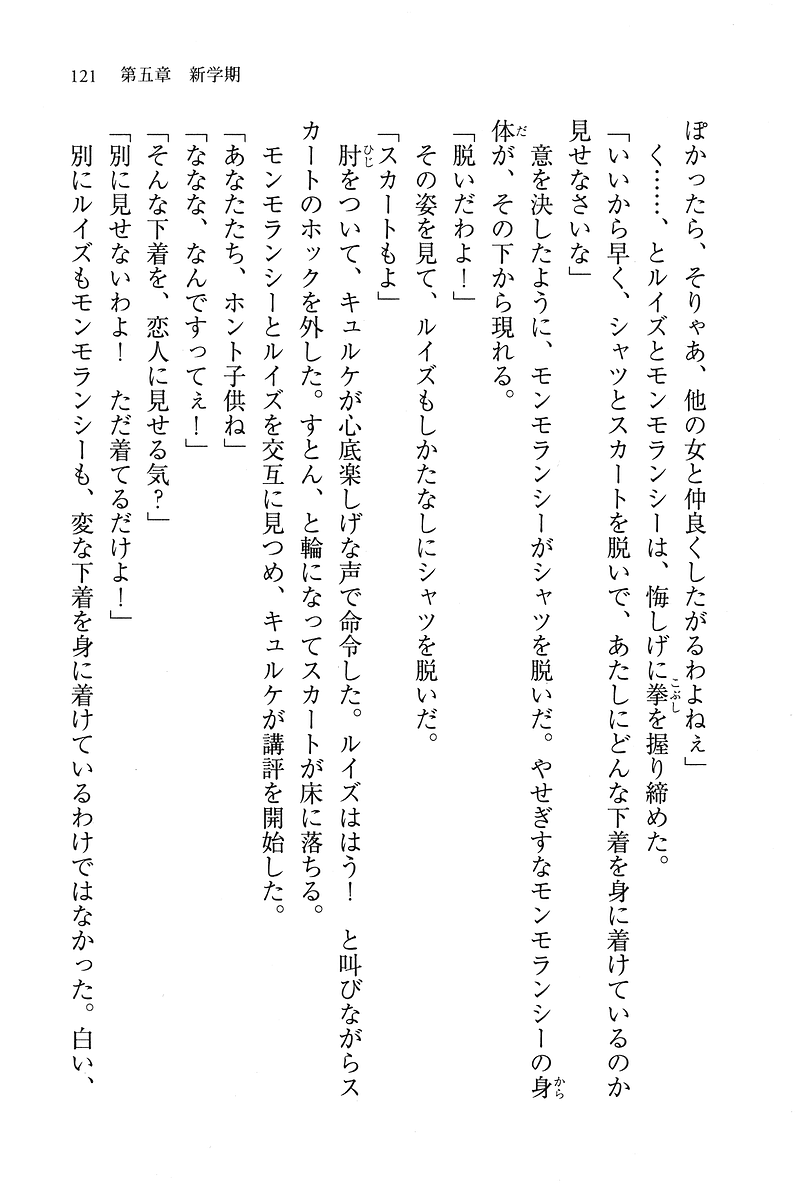 121　第五章　新学期
ぽかったら、そりゃあ、他の女と仲良くしたがるわよねぇ」
　く……、とルイズとモンモランシーは、悔しげに拳を握り締めた。
「いいから早く、シャツとスカートを脱いで、あたしにどんな下着を身に着けているのか
見せなさいな」
　意を決したように、モンモランシーがシャツを脱いだ。やせぎすなモンモランシーの身
体が、その下から現れる。
「脱いだわよ！」
　その姿を見て、ルイズもしかたなしにシャツを脱いだ。
「スカートもよ」
　肘をついて、キュルケが心底楽しげな声で命令した。ルイズははう！　と叫びながらス
カートのホックを外した。すとん、と輪になってスカートが床に落ちる。
　モンモランシーとルイズを交互に見つめ、キュルケが講評を開始した。
「あなたたち、ホント子供ね」
「ななな、なんですってぇ！」
「そんな下着を、恋人に見せる気？」
「別に見せないわよ！　ただ着てるだけよ！」
　別にルイズもモンモランシーも、変な下着を身に着けているわけではなかった。白い、